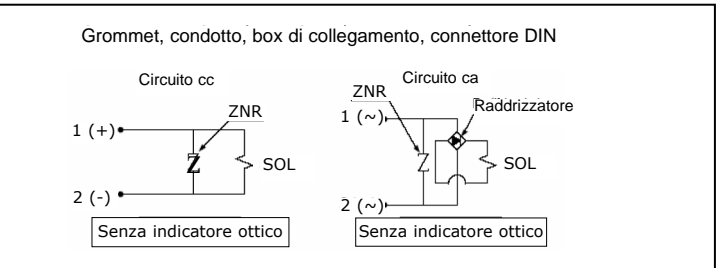 Grommet, condotto, box di collegamento, connettore DIN
Circuito cc
ZNR
1 (+)
SOL
2 (-)
Senza indicatore ottico
Circuito ca
ZNR
Raddrizzatore
1 (~)
SOL
2 (~)
Senza indicatore ottico